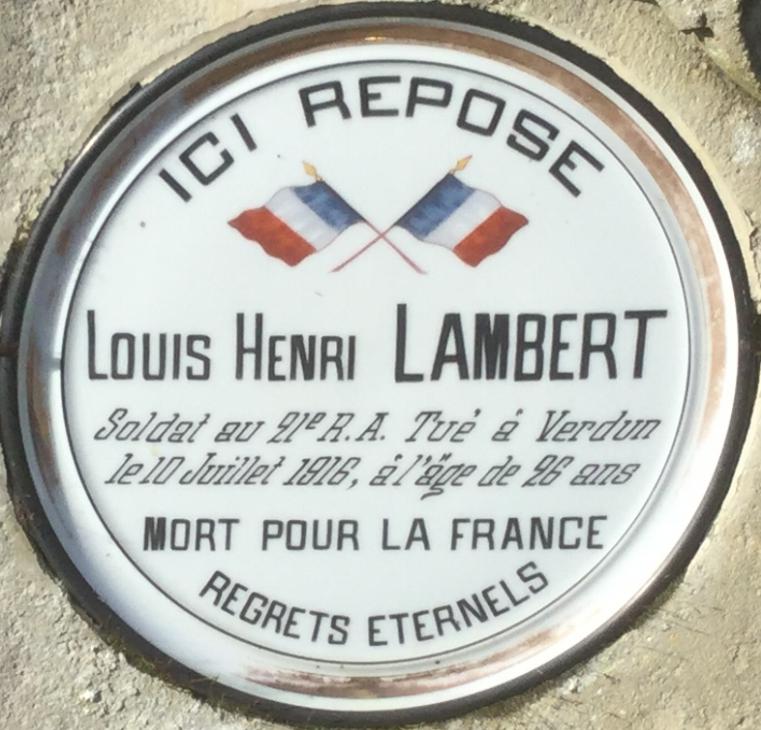 ICI REPOSE
LOUIS HENRI LAMBERT
Soldat au 21e R.A. Tué à Verdun
le 10 Juillet 1916, à l'âge de 26 ans
MORT POUR LA FRANCE
REGRETS ETERNELS